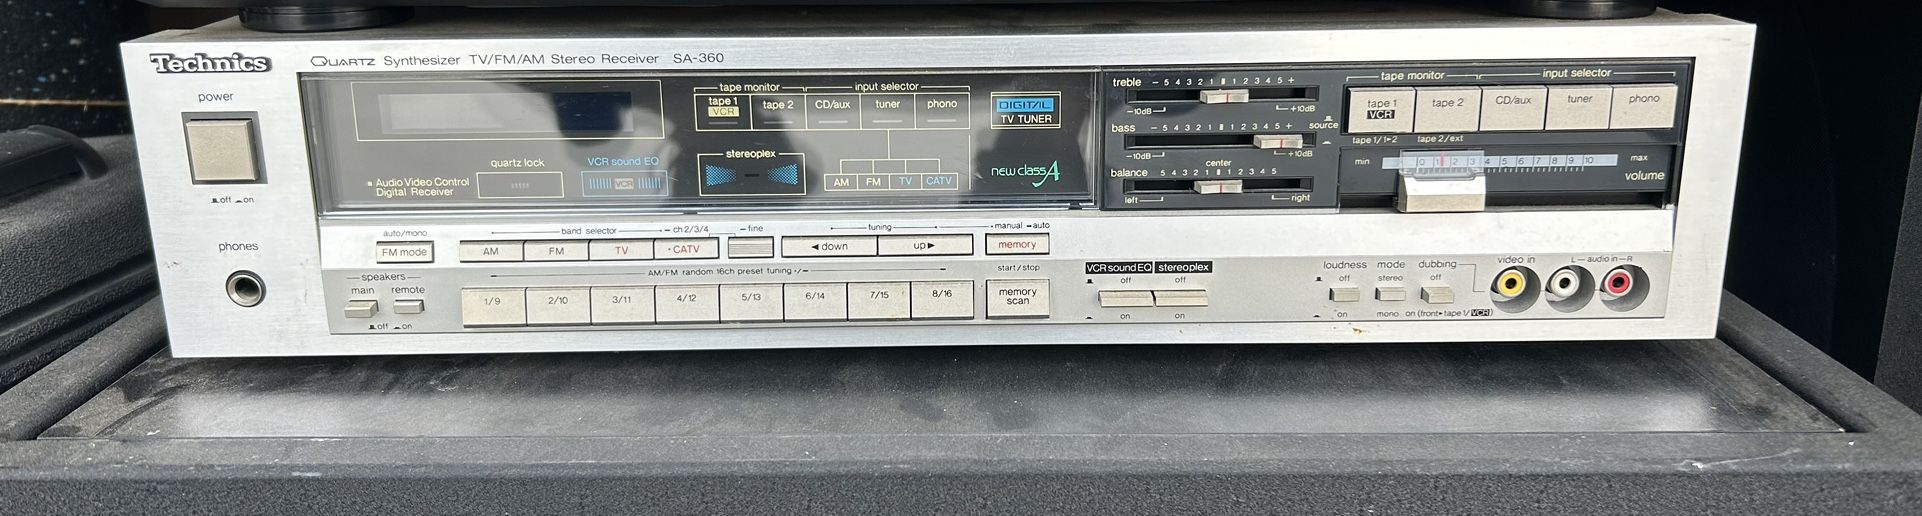 Technics
QUARTZ Synthesizer TV/FM/AM Stereo Receiver SA-360
power
off on
phones
tape monitor input selector
tape 1 VCR tape 2 CD/aux tuner phono
DIGITAL
TV TUNER
quartz lock
VCR sound EQ
VCR
stereoplex
AM FM TV CATV
new class A
Audio Video Control
Digital Receiver
treble - 5 4 3 2 1 1 2 3 4 5 +
-10dB +10dB
bass - 5 4 3 2 1 1 2 3 4 5 + source
-10dB +10dB
center
balance 5 4 3 2 1 1 2 3 4 5
left right
tape monitor input selector
tape 1 VCR tape 2 CD/aux tuner phono
tape 1/1▸2 tape 2/ext
min 0 1 2 3 4 5 6 7 8 9 10 max
volume
auto/mono
FM mode
band selector - ch2/3/4 - fine
AM FM TV CATV
tuning
◀ down up ▶
manual auto
memory
speakers
main remote
off on
AM/FM random 16ch preset tuning
1/9 2/10 3/11 4/12 5/13 6/14 7/15 8/16
start/stop
memory
scan
VCR sound EQ stereoplex
off off
on on
loudness mode dubbing
off stereo off
on mono on (front▸tape 1/VCR)
video in L-audio in-R